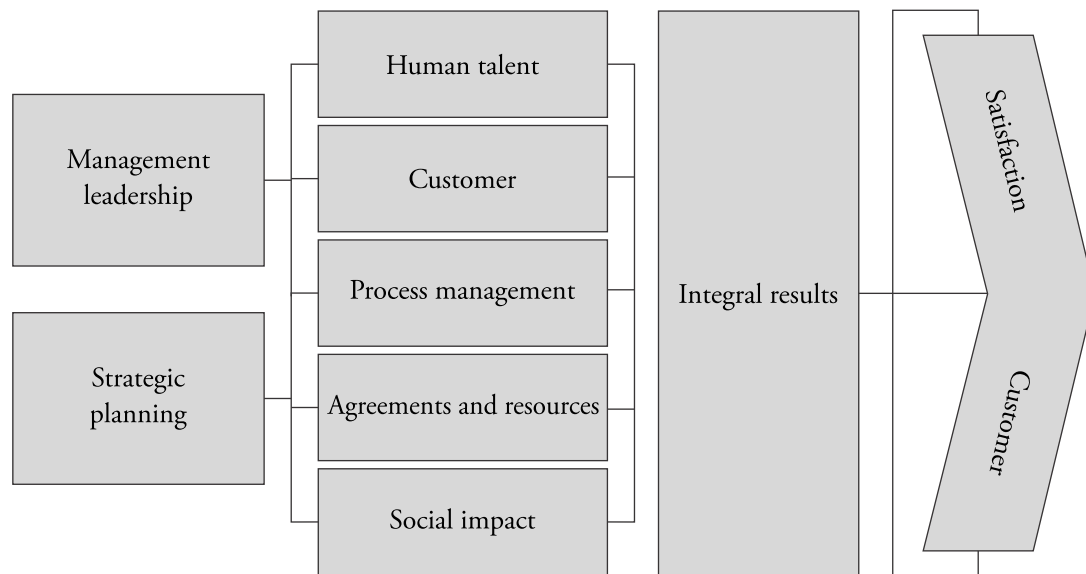 Management
leadership
Strategic
planning
Human talent
Customer
Process management
Agreements and resources
Social impact
Integral results
Satisfaction
Customer